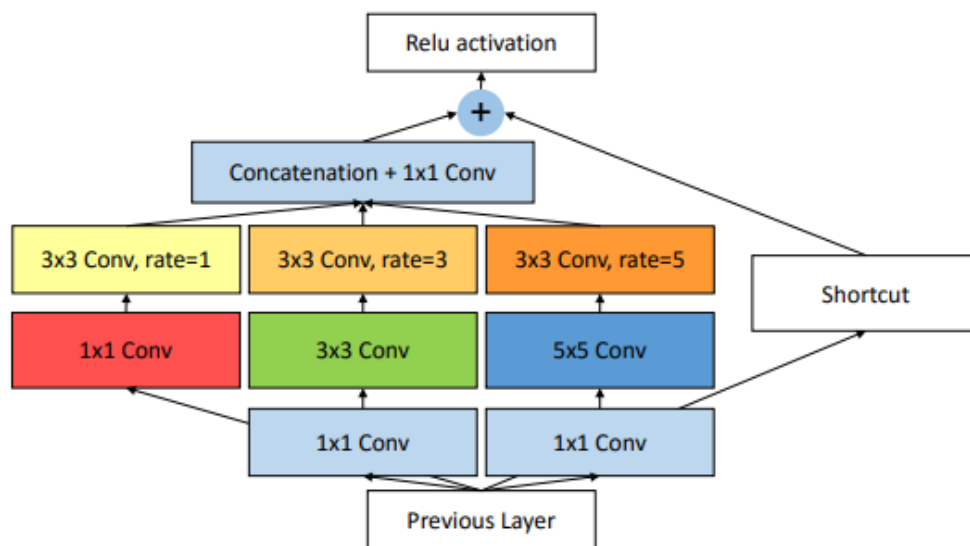 Relu activation
+
Concatenation + 1x1 Conv
3x3 Conv, rate=1
3x3 Conv, rate=3
3x3 Conv, rate=5
Shortcut
1x1 Conv
3x3 Conv
5x5 Conv
1x1 Conv
1x1 Conv
Previous Layer